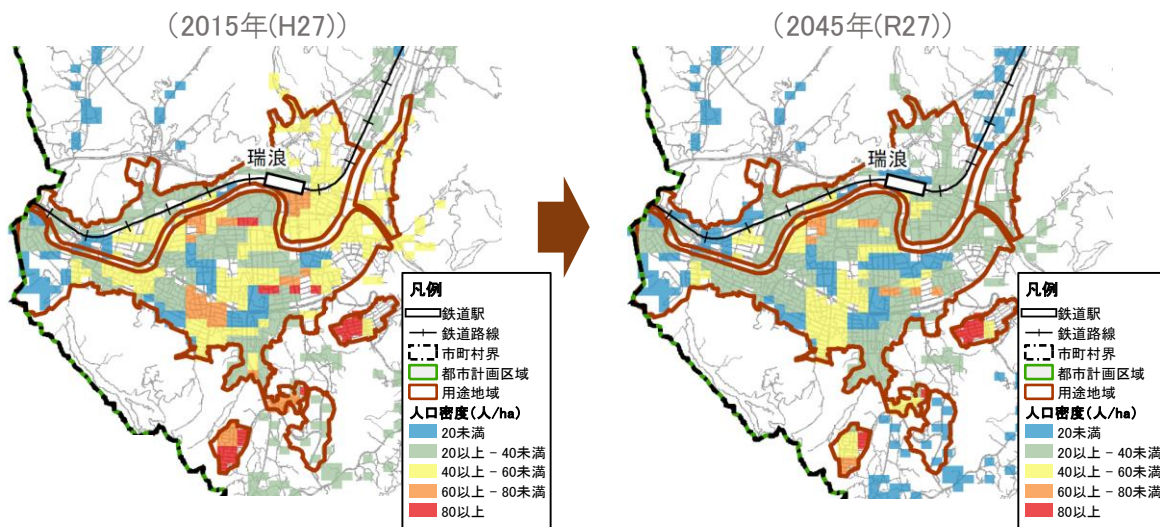 （2015年(H27)）
瑞浪
凡例
鉄道駅
鉄道路線
市町村界
都市計画区域
用途地域
人口密度(人/ha)
20未満
20以上 − 40未満
40以上 − 60未満
60以上 − 80未満
80以上
（2045年(R27)）
瑞浪
凡例
鉄道駅
鉄道路線
市町村界
都市計画区域
用途地域
人口密度(人/ha)
20未満
20以上 − 40未満
40以上 − 60未満
60以上 − 80未満
80以上